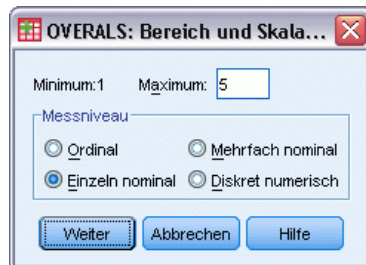 OVERALS: Bereich und Skala...
Minimum:1 Maximum: 5
Messniveau
Ordinal Mehrfach nominal
Einzeln nominal Diskret numerisch
Weiter Abbrechen Hilfe